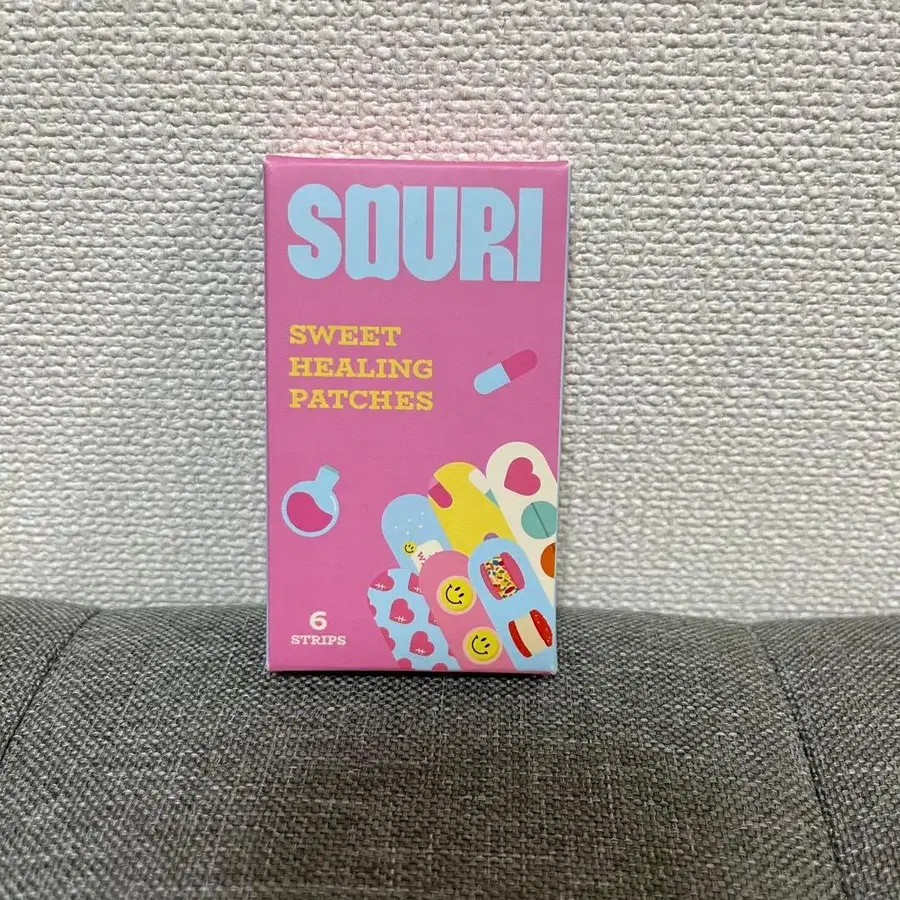 SOURI
SWEET
HEALING
PATCHES
6
STRIPS